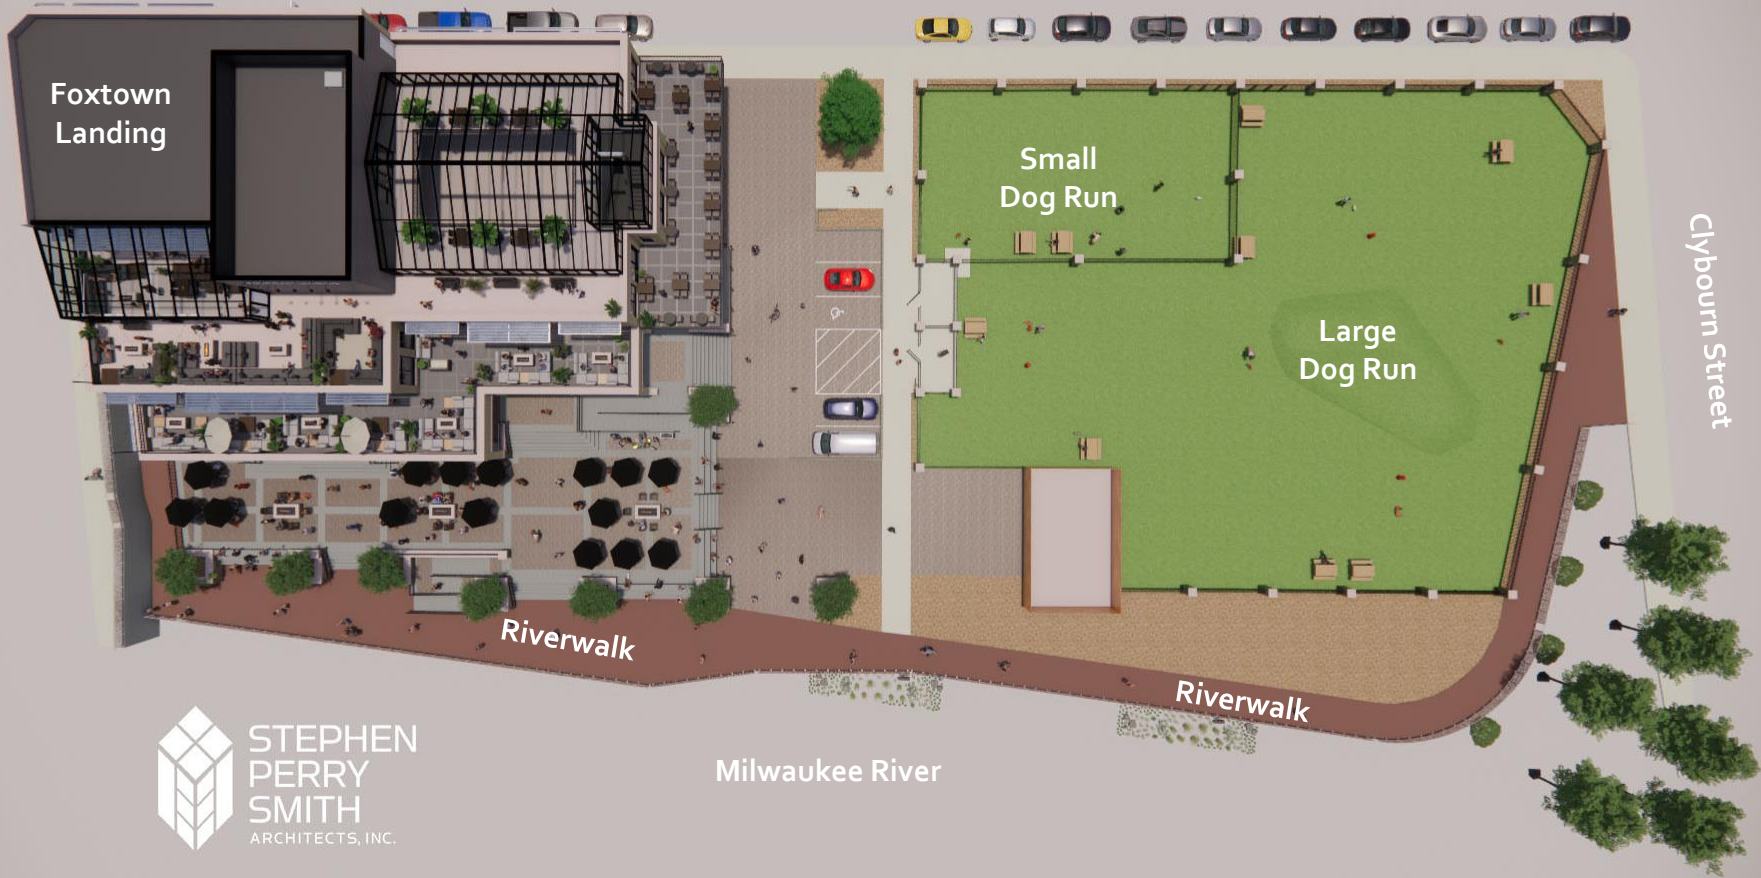 Foxtown
Landing
Small
Dog Run
Large
Dog Run
Clybourn Street
Riverwalk
Riverwalk
Milwaukee River
STEPHEN
PERRY
SMITH
ARCHITECTS, INC.